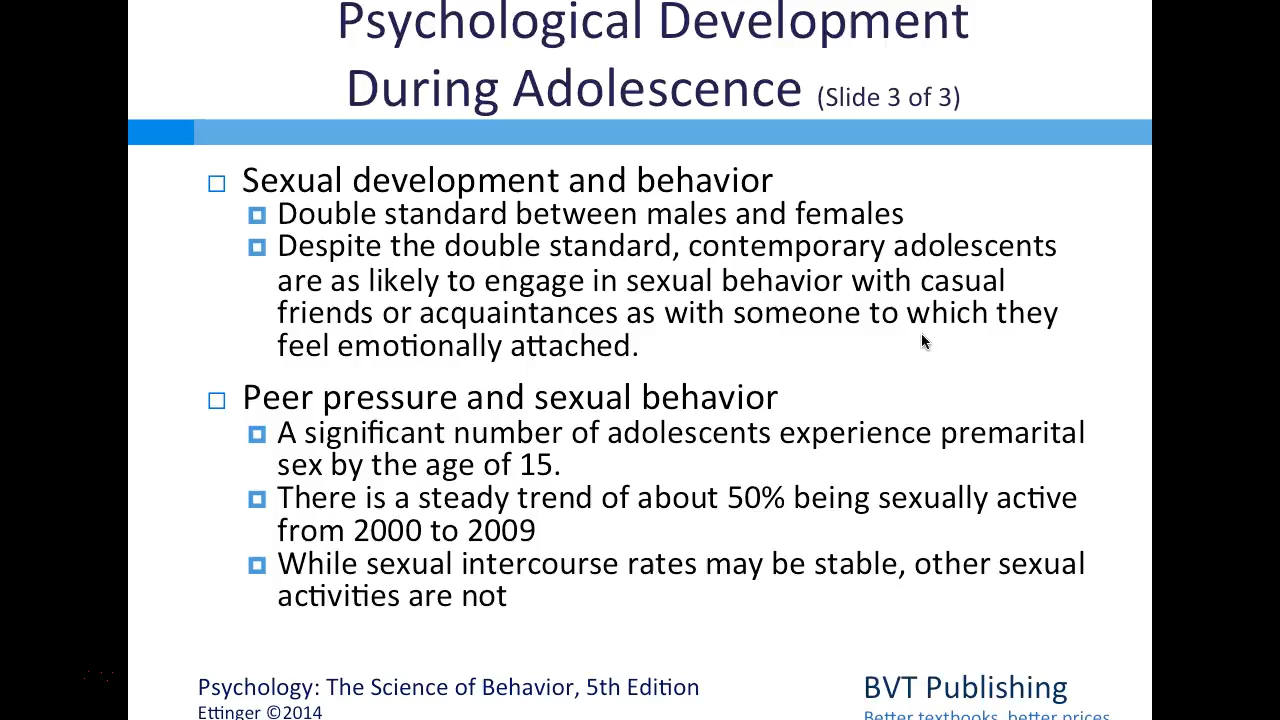 Psychological Development
During Adolescence (Slide 3 of 3)
Sexual development and behavior
Double standard between males and females
Despite the double standard, contemporary adolescents
are as likely to engage in sexual behavior with casual
friends or acquaintances as with someone to which they
feel emotionally attached.
Peer pressure and sexual behavior
A significant number of adolescents experience premarital
sex by the age of 15.
There is a steady trend of about 50% being sexually active
from 2000 to 2009
While sexual intercourse rates may be stable, other sexual
activities are not
Psychology: The Science of Behavior, 5th Edition
Ettinger ©2014
BVT Publishing
Better textbooks, better prices